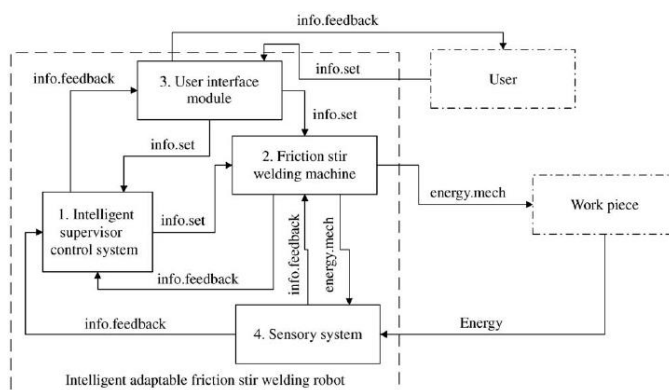 info.feedback
info.set
User
info.feedback
3. User interface
module
info.set
info.set
2. Friction stir
welding machine
energy.mech
Work piece
1. Intelligent
supervisor
control system
info.set
info.feedback
info.feedback
energy.mech
info.feedback
4. Sensory system
Energy
Intelligent adaptable friction stir welding robot